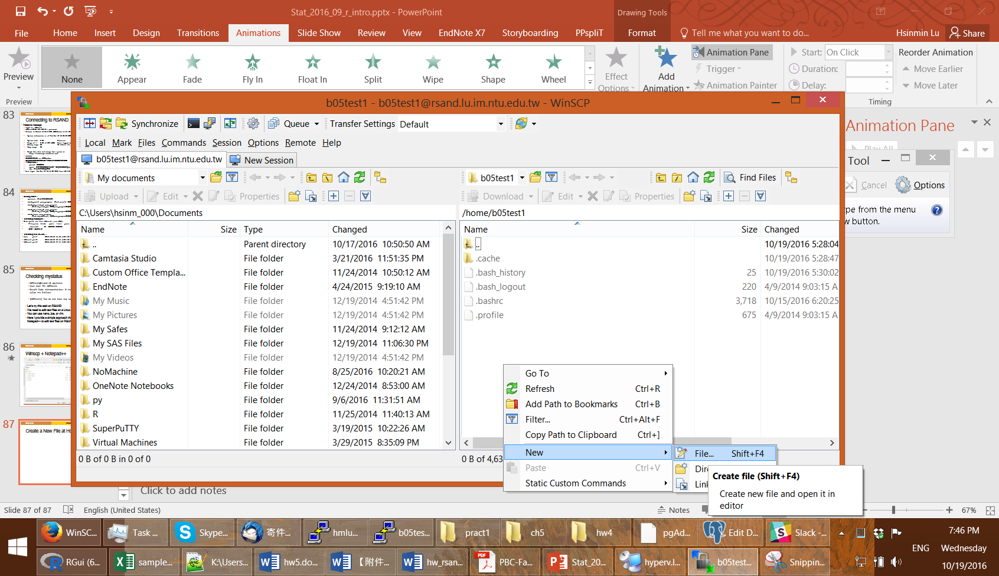 Stat_2016_09_r_intro.pptx - PowerPoint
Drawing Tools
File Home Insert Design Transitions Animations Slide Show Review View EndNote X7 Storyboarding PPspliT Format Tell me what you want to do... Hsinmin Lu Share
Preview
None Appear Fade Fly In Float In Split Wipe Shape Wheel
Effect Options
Add Animation
Animation Pane
Trigger
Animation Painter
Start: On Click
Duration:
Delay:
Reorder Animation
Move Earlier
Move Later
Preview
Timing
b05test1 - b05test1@rsand.lu.im.ntu.edu.tw - WinSCP
Synchronize Queue Transfer Settings Default
Local Mark Files Commands Session Options Remote Help
b05test1@rsand.lu.im.ntu.edu.tw New Session
My documents
b05test1 Find Files
Upload Edit Properties
Download Edit Properties
C:\Users\hsinm_000\Documents
/home/b05test1
Name Size Type Changed
.. Parent directory 10/17/2016 10:50:50 AM
Camtasia Studio File folder 3/21/2016 11:51:35 PM
Custom Office Templa... File folder 11/24/2014 10:50:12 AM
EndNote File folder 4/24/2015 9:19:10 AM
My Music File folder 12/19/2014 4:51:42 PM
My Pictures File folder 12/19/2014 4:51:42 PM
My Safes File folder 11/24/2014 9:12:12 AM
My SAS Files File folder 12/19/2014 11:06:30 PM
My Videos File folder 12/19/2014 4:51:42 PM
NoMachine File folder 8/25/2016 10:20:21 AM
OneNote Notebooks File folder 12/24/2014 8:53:00 AM
py File folder 9/6/2016 11:31:51 AM
R File folder 11/25/2014 11:40:13 AM
SuperPuTTY File folder 3/19/2015 10:22:26 AM
Virtual Machines File folder 3/29/2015 8:35:09 PM
0 B of 0 B in 0 of 0
Name Size Changed
.. 10/19/2016 5:28:04
.cache 10/19/2016 5:28:47
.bash_history 25 10/19/2016 5:30:02
.bash_logout 220 4/9/2014 9:03:15 A
.bashrc 3,718 10/15/2016 6:20:25
.profile 675 4/9/2014 9:03:15 A
0 B of 4,63
Go To
Refresh Ctrl+R
Add Path to Bookmarks Ctrl+B
Filter... Ctrl+Alt+F
Copy Path to Clipboard Ctrl+]
New
Paste Ctrl+V
Static Custom Commands
File... Shift+F4
Dire
Link
Create file (Shift+F4)
Create new file and open it in
editor
Animation Pane
Play All
Tool
Cancel Options
ype from the menu
w button.
83
Connecting to RSAND
84
85
Checking mystatus
86
Winscp + Notepad++
87
Create a New File at Ho
Click to add notes
Slide 87 of 87 English (United States) Notes 67%
WinSC... Task ... Skype... 寄件... hmlu... b05tes... pract1 ch5 hw4 pgAd... Edit D... Slack -...
RGui (6... sample... K:\Users... hw5.do... 【附件... hw_rsan... PBC-Fa... Stat_20... hyperv.l... b05test... Snippin...
ENG
7:46 PM
Wednesday
10/19/2016